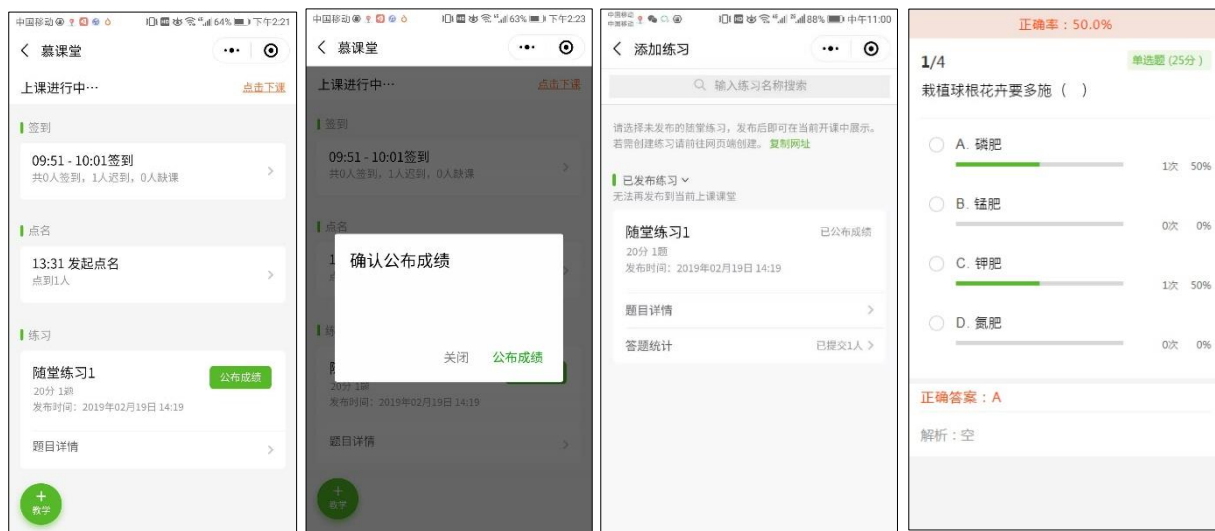 中国移动 64% 下午2:21
慕课堂
上课进行中… 点击下课
签到
09:51 - 10:01签到
共0人签到，1人迟到，0人缺课
点名
13:31 发起点名
点到1人
练习
随堂练习1 公布成绩
20分 1题
发布时间：2019年02月19日 14:19
题目详情
+
教学
中国移动 63% 下午2:23
慕课堂
上课进行中… 点击下课
签到
09:51 - 10:01签到
共0人签到，1人迟到，0人缺课
点名
确认公布成绩
关闭 公布成绩
20分 1题
发布时间：2019年02月19日 14:19
题目详情
+
教学
中国移动
中国移动 88% 中午11:00
添加练习
输入练习名称搜索
请选择未发布的随堂练习，发布后即可在当前开课中展示。
若需创建练习请前往网页端创建。 复制网址
已发布练习
无法再发布到当前上课课堂
随堂练习1 已公布成绩
20分 1题
发布时间：2019年02月19日 14:19
题目详情
答题统计 已提交1人
正确率：50.0%
1/4 单选题 (25分 )
栽植球根花卉要多施（ ）
A. 磷肥
1次 50%
B. 锰肥
0次 0%
C. 钾肥
1次 50%
D. 氮肥
0次 0%
正确答案：A
解析：空